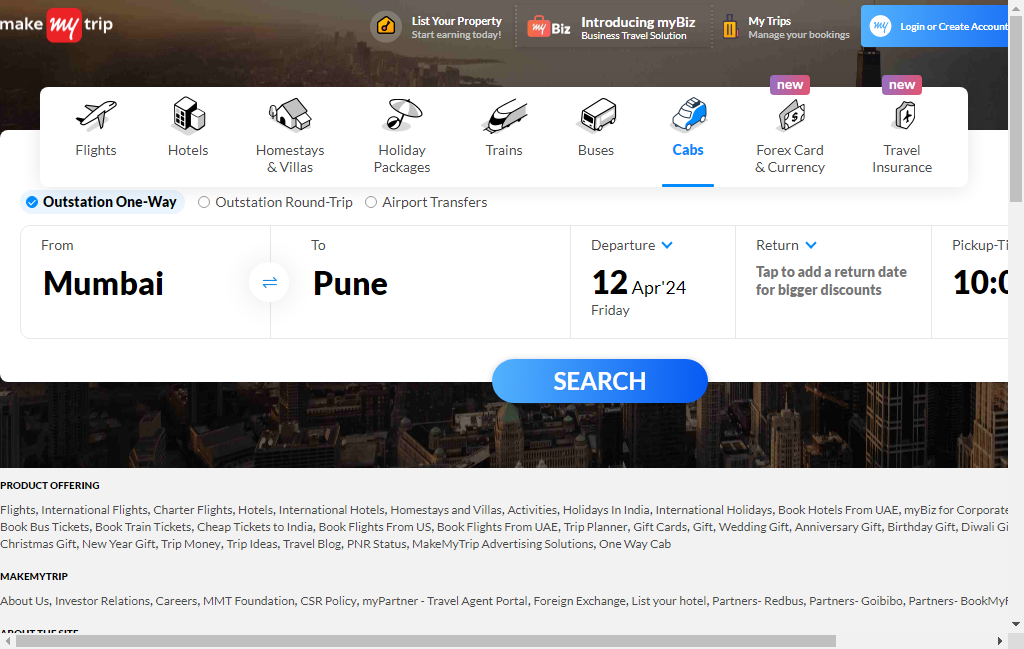 make my trip
List Your Property
Start earning today!
my Biz
Introducing myBiz
Business Travel Solution
My Trips
Manage your bookings
my
Login or Create Account
new
new
Flights
Hotels
Homestays
& Villas
Holiday
Packages
Trains
Buses
Cabs
Forex Card
& Currency
Travel
Insurance
Outstation One-Way
Outstation Round-Trip
Airport Transfers
From
Mumbai
To
Pune
Departure
12 Apr'24
Friday
Return
Tap to add a return date
for bigger discounts
Pickup-Ti
10:0
SEARCH
PRODUCT OFFERING
Flights, International Flights, Charter Flights, Hotels, International Hotels, Homestays and Villas, Activities, Holidays In India, International Holidays, Book Hotels From UAE, myBiz for Corporate
Book Bus Tickets, Book Train Tickets, Cheap Tickets to India, Book Flights From US, Book Flights From UAE, Trip Planner, Gift Cards, Gift, Wedding Gift, Anniversary Gift, Birthday Gift, Diwali Gi
Christmas Gift, New Year Gift, Trip Money, Trip Ideas, Travel Blog, PNR Status, MakeMyTrip Advertising Solutions, One Way Cab
MAKEMYTRIP
About Us, Investor Relations, Careers, MMT Foundation, CSR Policy, myPartner - Travel Agent Portal, Foreign Exchange, List your hotel, Partners- Redbus, Partners- Goibibo, Partners- BookMyF
ABOUT THE SITE